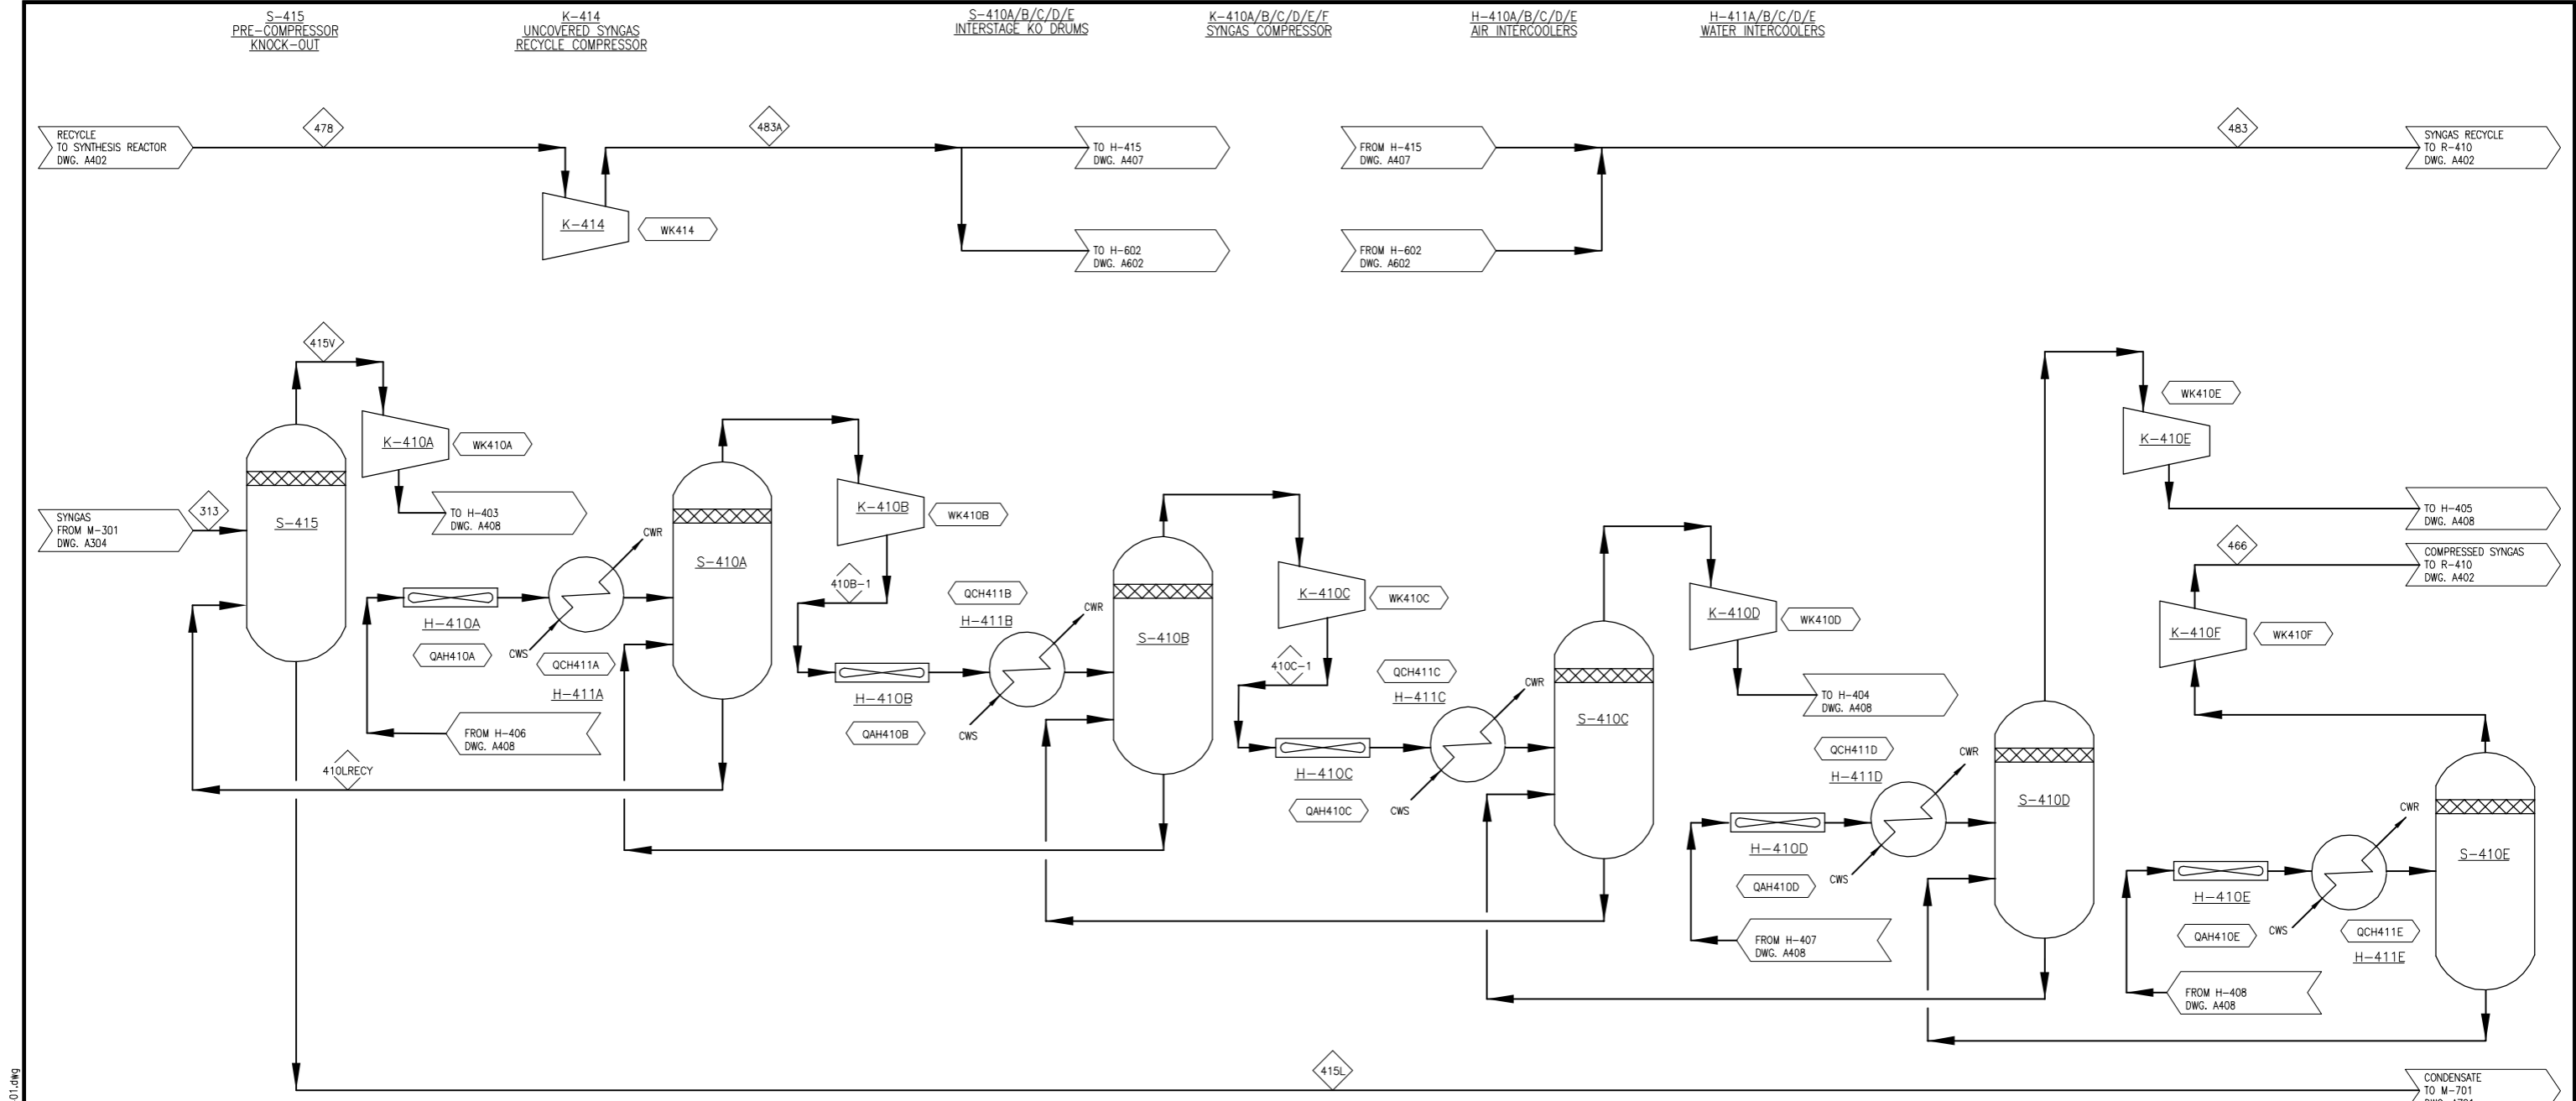 S-415
PRE-COMPRESSOR
KNOCK-OUT
K-414
UNCOVERED SYNGAS
RECYCLE COMPRESSOR
S-410A/B/C/D/E
INTERSTAGE KO DRUMS
K-410A/B/C/D/E/F
SYNGAS COMPRESSOR
H-410A/B/C/D/E
AIR INTERCOOLERS
H-411A/B/C/D/E
WATER INTERCOOLERS
RECYCLE
TO SYNTHESIS REACTOR
DWG. A402
478
K-414
WK414
483A
TO H-415
DWG. A407
TO H-602
DWG. A602
FROM H-415
DWG. A407
FROM H-602
DWG. A602
483
SYNGAS RECYCLE
TO R-410
DWG. A402
SYNGAS
FROM M-301
DWG. A304
313
S-415
415V
K-410A
WK410A
TO H-403
DWG. A408
CWR
H-410A
QAH410A
CWS
QCH411A
H-411A
FROM H-406
DWG. A408
410LRECY
S-410A
K-410B
WK410B
410B-1
QCH411B
H-411B
CWR
H-410B
QAH410B
CWS
S-410B
K-410C
WK410C
410C-1
QCH411C
H-411C
CWR
H-410C
QAH410C
CWS
S-410C
K-410D
WK410D
TO H-404
DWG. A408
QCH411D
H-411D
CWR
H-410D
QAH410D
CWS
FROM H-407
DWG. A408
S-410D
WK410E
K-410E
TO H-405
DWG. A408
466
COMPRESSED SYNGAS
TO R-410
DWG. A402
K-410F
WK410F
CWR
S-410E
H-410E
QAH410E
CWS
QCH411E
H-411E
FROM H-408
DWG. A408
415L
CONDENSATE
TO M-701
01.dwg